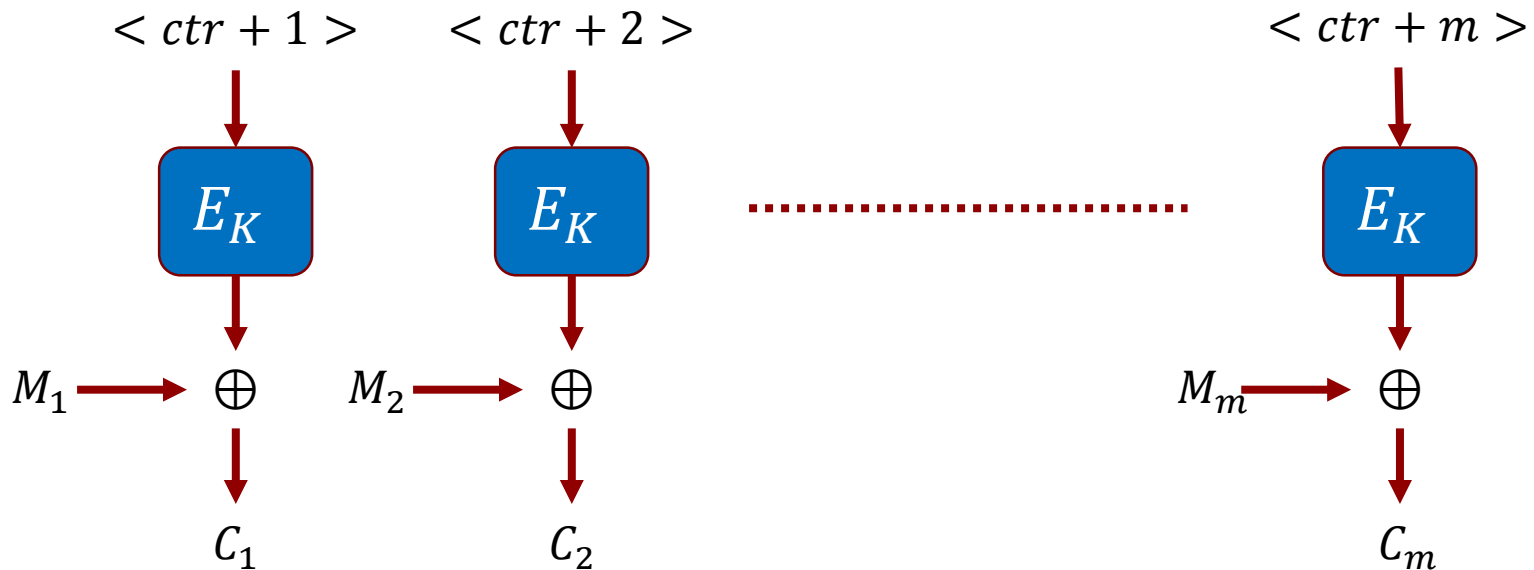 < ctr + 1 > < ctr + 2 > < ctr + m >
E_K E_K E_K
M_1 ⊕ M_2 ⊕ M_m ⊕
C_1 C_2 C_m